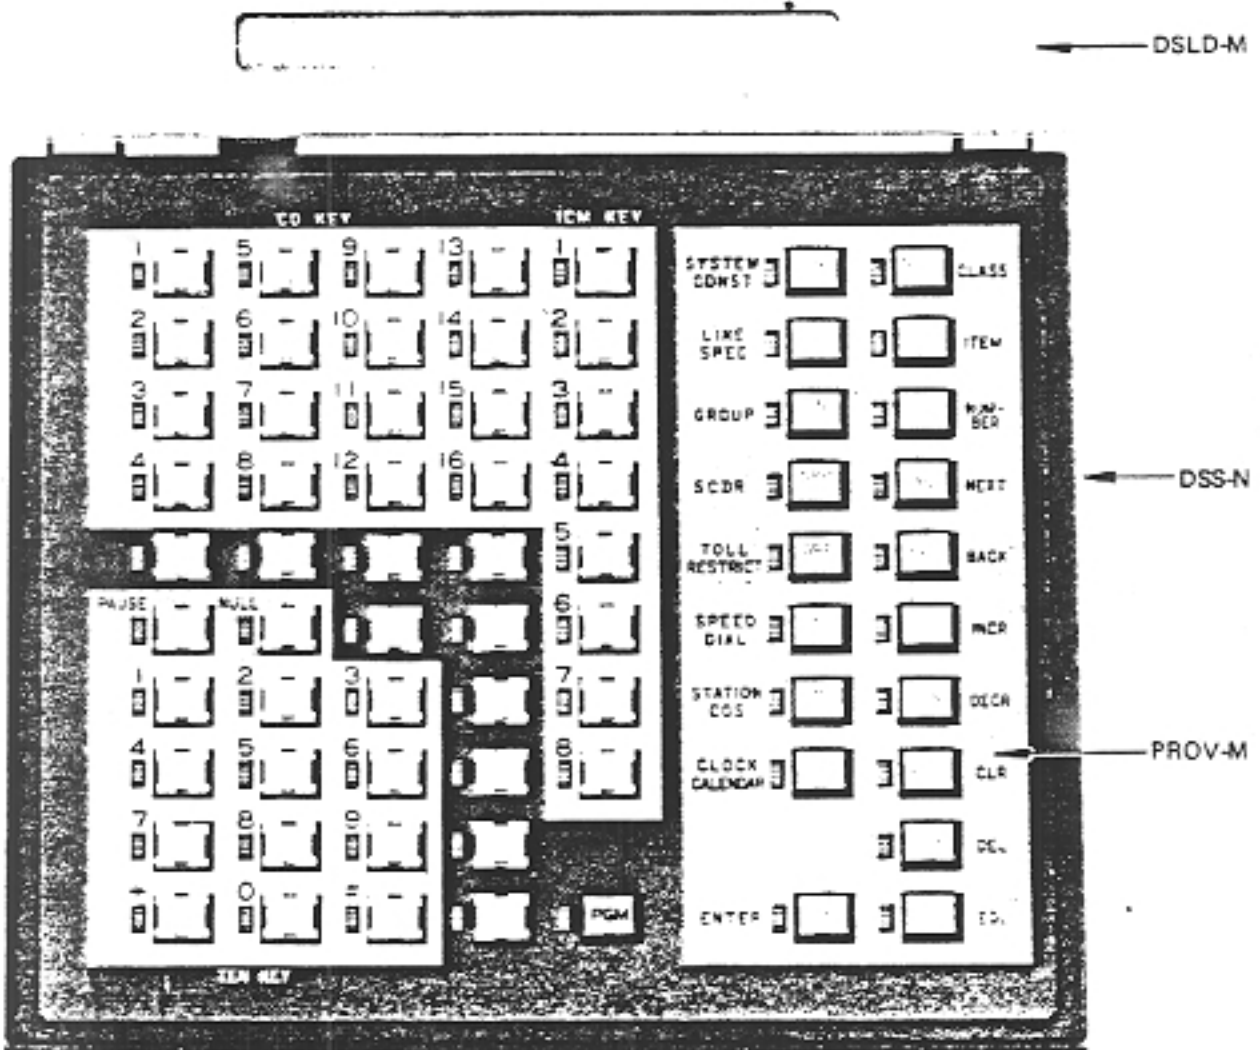 DSLD-M
CO KEY
ICM KEY
1 5 9 13 1
SYSTEM CONST
CLASS
2 6 10 14 2
LINE SPEC
ITEM
3 7 11 15 3
GROUP
NUM-
BER
4 8 12 16 4
SCDR
NEXT
DSS-N
5
TOLL RESTRICT
BACK
PAUSE
6
SPEED DIAL
INCR
1 2 3 7
STATION COS
DECR
4 5 6 8
CLOCK CALENDAR
CLR
PROV-M
7 8 9
DEL
0
PGM
ENTER
TEN KEY